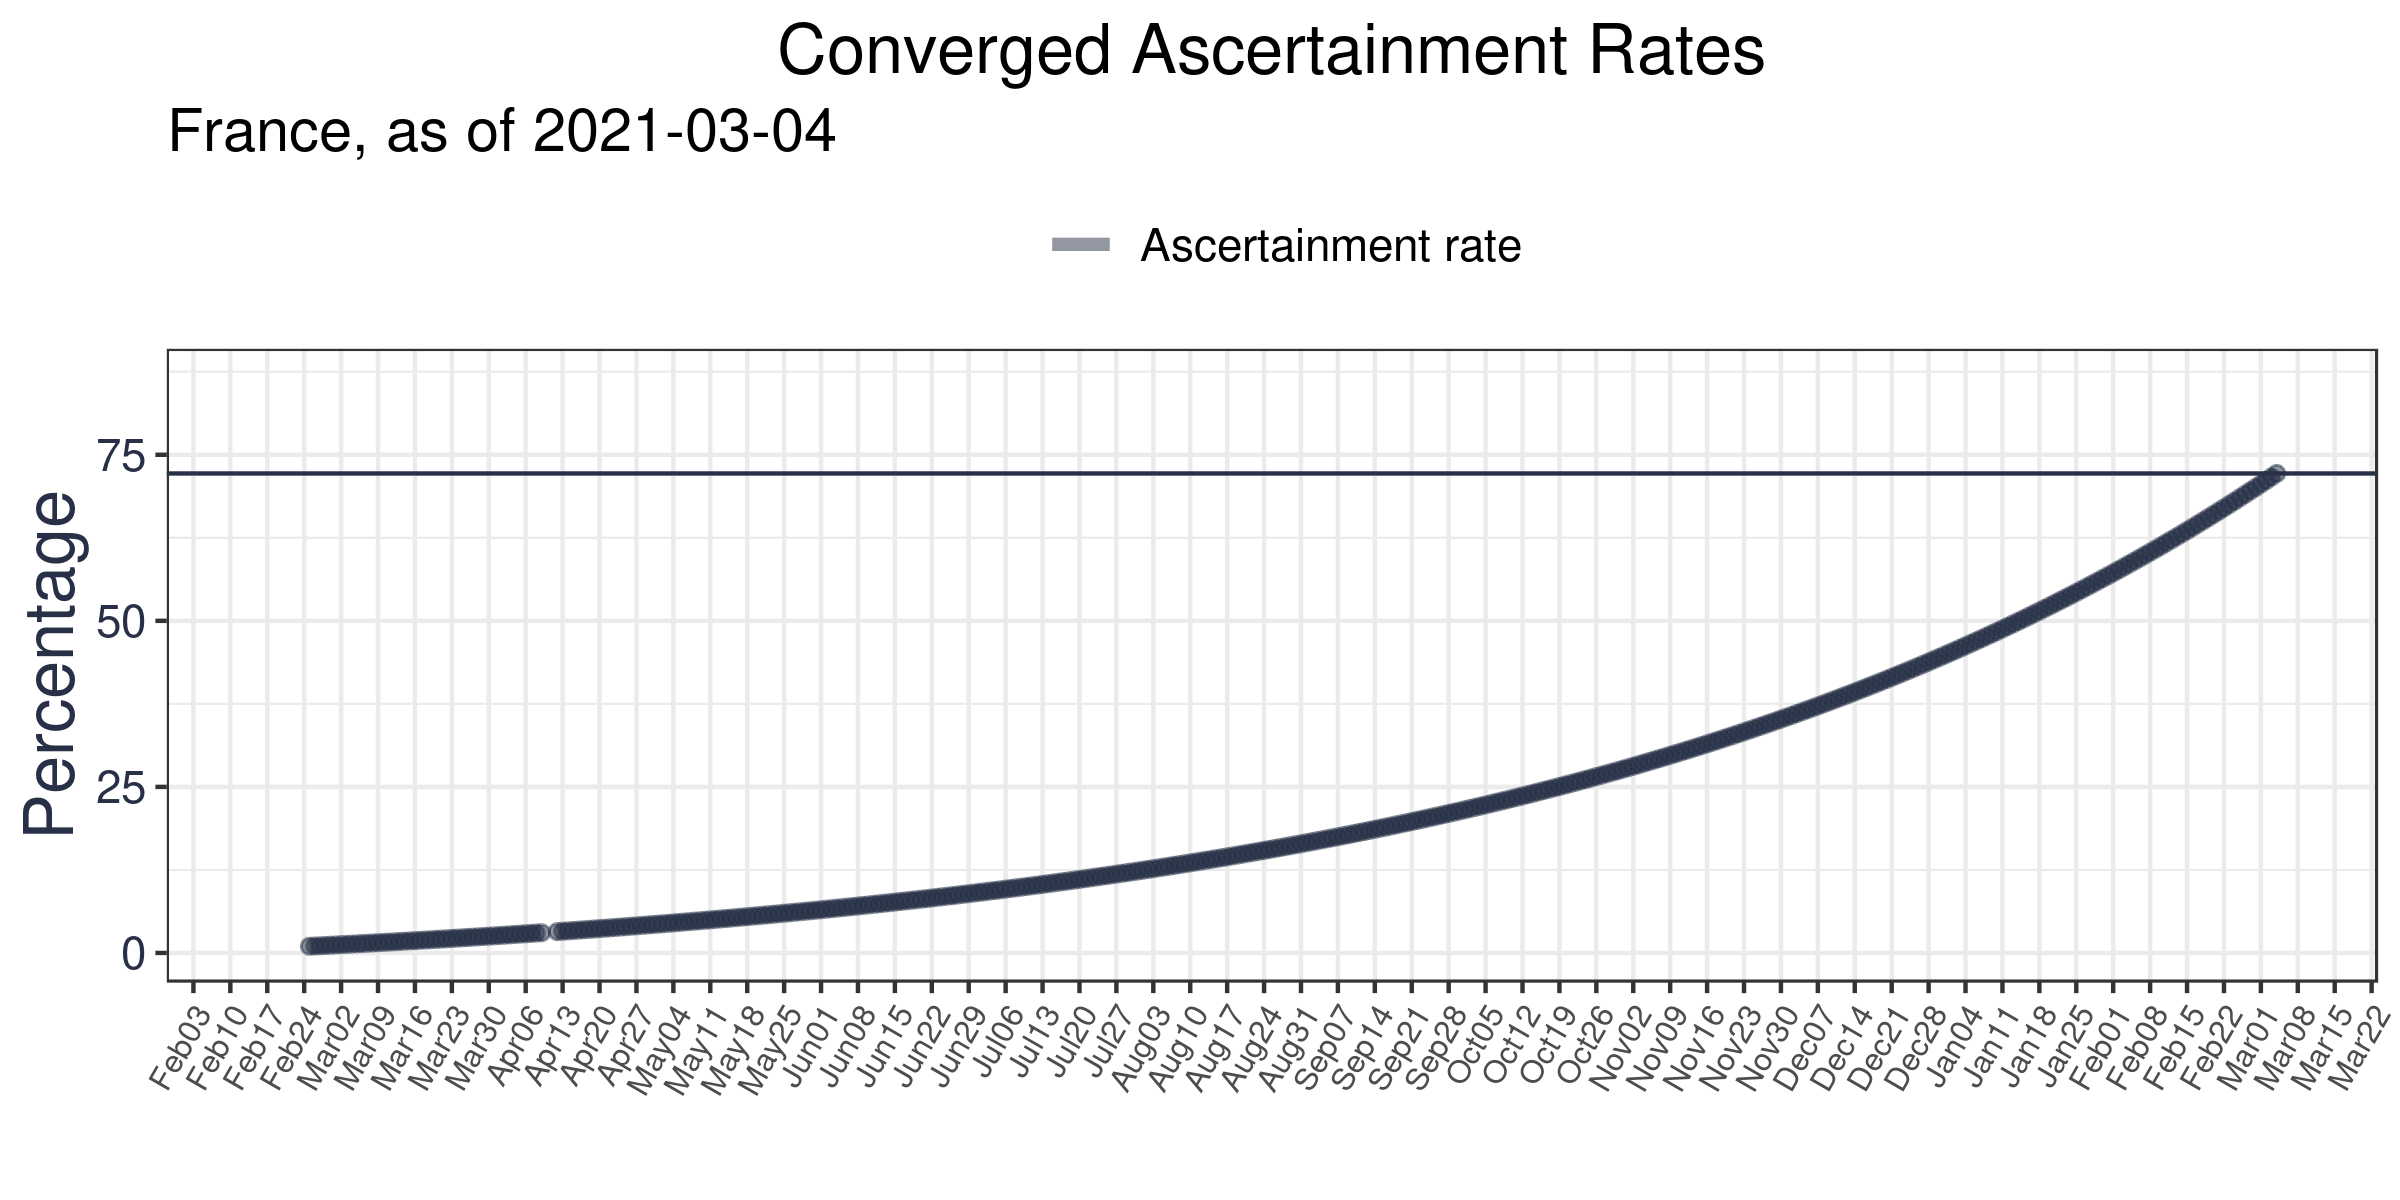 Converged Ascertainment Rates
France, as of 2021-03-04
Ascertainment rate
Percentage
75
50
25
0
Feb03
Feb10
Feb17
Feb24
Mar02
Mar09
Mar16
Mar23
Mar30
Apr06
Apr13
Apr20
Apr27
May04
May11
May18
May25
Jun01
Jun08
Jun15
Jun22
Jun29
Jul06
Jul13
Jul20
Jul27
Aug03
Aug10
Aug17
Aug24
Aug31
Sep07
Sep14
Sep21
Sep28
Oct05
Oct12
Oct19
Oct26
Nov02
Nov09
Nov16
Nov23
Nov30
Dec07
Dec14
Dec21
Dec28
Jan04
Jan11
Jan18
Jan25
Feb01
Feb08
Feb15
Feb22
Mar01
Mar08
Mar15
Mar22